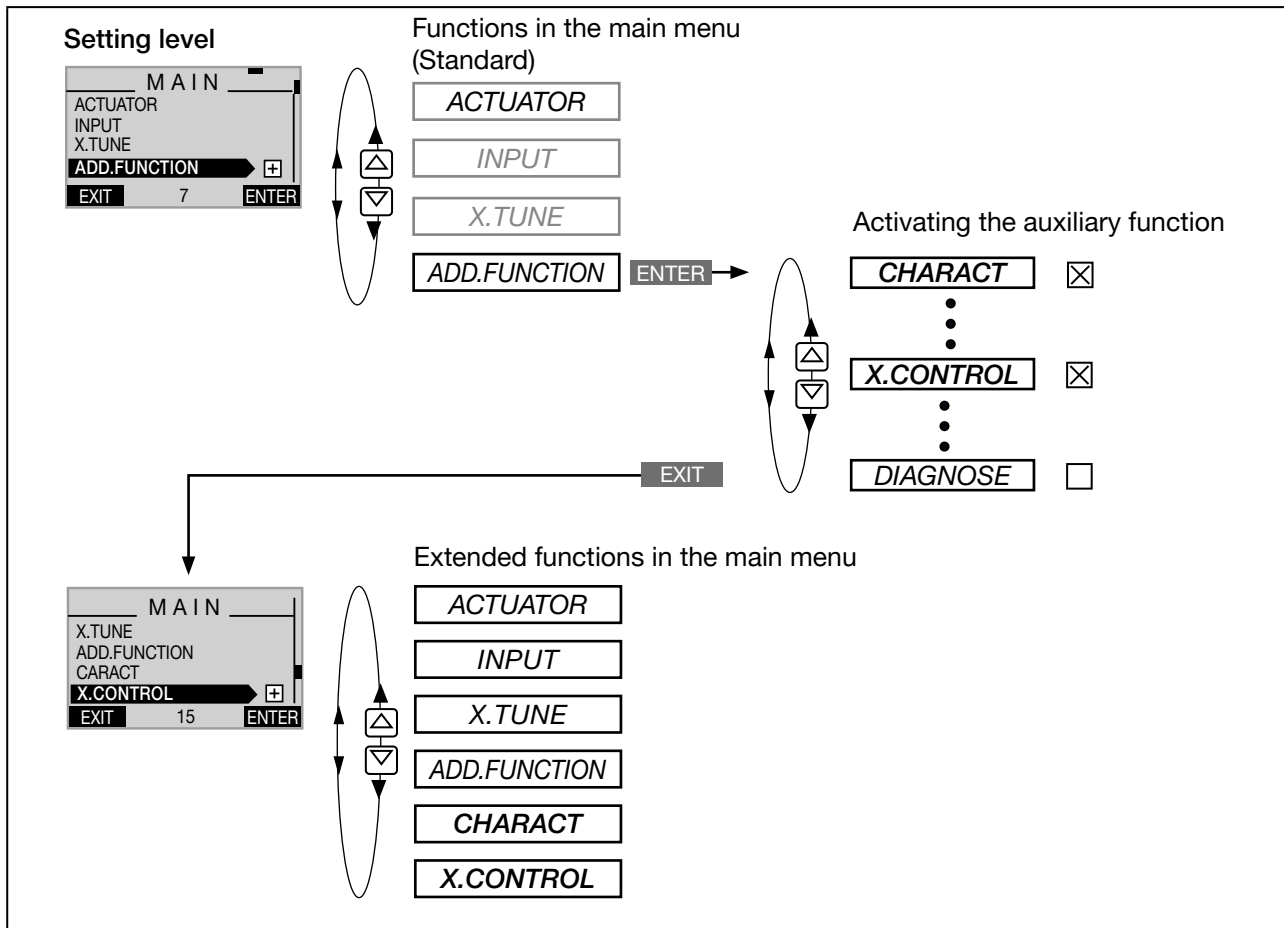 Setting level
Functions in the main menu
(Standard)
MAIN
ACTUATOR
INPUT
X.TUNE
ADD.FUNCTION
EXIT 7 ENTER
ACTUATOR
INPUT
X.TUNE
ADD.FUNCTION ENTER
Activating the auxiliary function
CHARACT
X.CONTROL
DIAGNOSE
EXIT
Extended functions in the main menu
MAIN
X.TUNE
ADD.FUNCTION
CARACT
X.CONTROL
EXIT 15 ENTER
ACTUATOR
INPUT
X.TUNE
ADD.FUNCTION
CHARACT
X.CONTROL